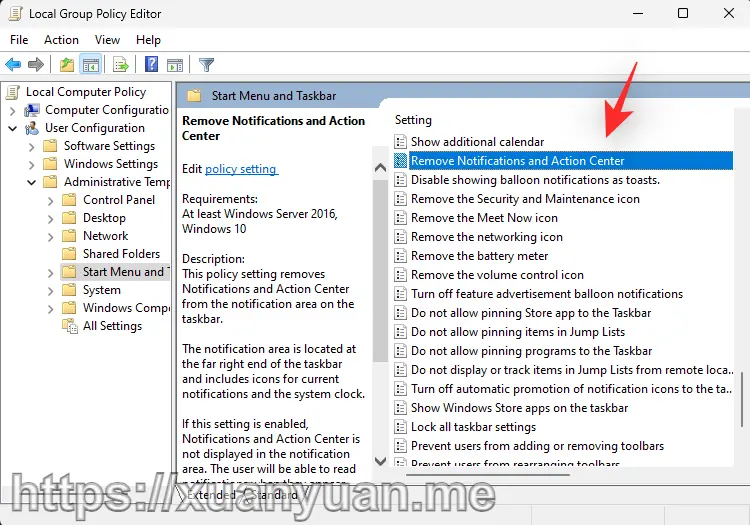 Local Group Policy Editor
File Action View Help
Local Computer Policy
Computer Configuratio
User Configuration
Software Settings
Windows Settings
Administrative Temp
Control Panel
Desktop
Network
Shared Folders
Start Menu and T
System
Windows Compo
All Settings
Start Menu and Taskbar
Remove Notifications and Action
Center
Edit policy setting
Requirements:
At least Windows Server 2016,
Windows 10
Description:
This policy setting removes
Notifications and Action Center
from the notification area on the
taskbar.
The notification area is located at
the far right end of the taskbar
and includes icons for current
notifications and the system clock.
If this setting is enabled,
Notifications and Action Center is
not displayed in the notification
area. The user will be able to read
notifications when they appear,
Setting
Show additional calendar
Remove Notifications and Action Center
Disable showing balloon notifications as toasts.
Remove the Security and Maintenance icon
Remove the Meet Now icon
Remove the networking icon
Remove the battery meter
Remove the volume control icon
Turn off feature advertisement balloon notifications
Do not allow pinning Store app to the Taskbar
Do not allow pinning items in Jump Lists
Do not allow pinning programs to the Taskbar
Do not display or track items in Jump Lists from remote loca...
Turn off automatic promotion of notification icons to the ta...
Show Windows Store apps on the taskbar
Lock all taskbar settings
Prevent users from adding or removing toolbars
Prevent users from rearranging toolbars
Extended Standard
https://xuanyuan.me